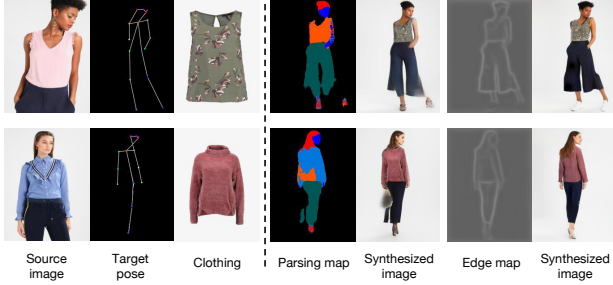 Source
image
Target
pose
Clothing
Parsing map
Synthesized
image
Edge map
Synthesized
image